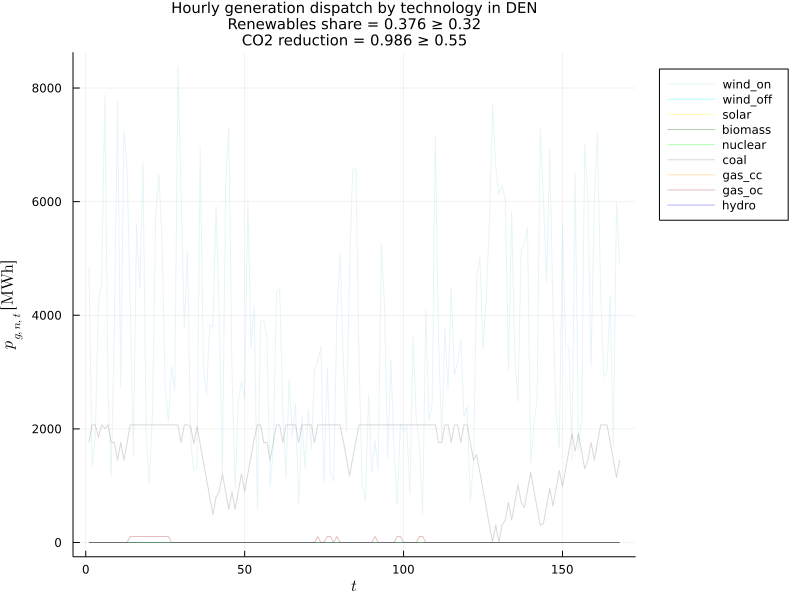 Hourly generation dispatch by technology in DEN
Renewables share = 0.376 ≥ 0.32
CO2 reduction = 0.986 ≥ 0.55
p g, n, t [MWh]
8000
6000
4000
2000
0
0
50
100
150
t
wind_on
wind_off
solar
biomass
nuclear
coal
gas_cc
gas_oc
hydro